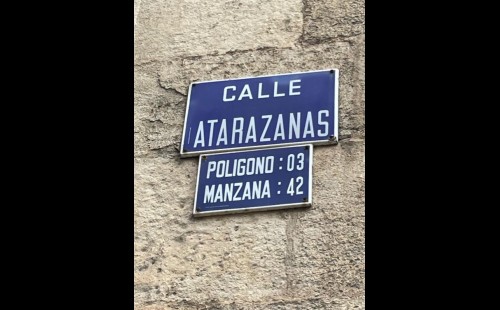 CALLE
ATARAZANAS
POLIGONO : 03
MANZANA : 42